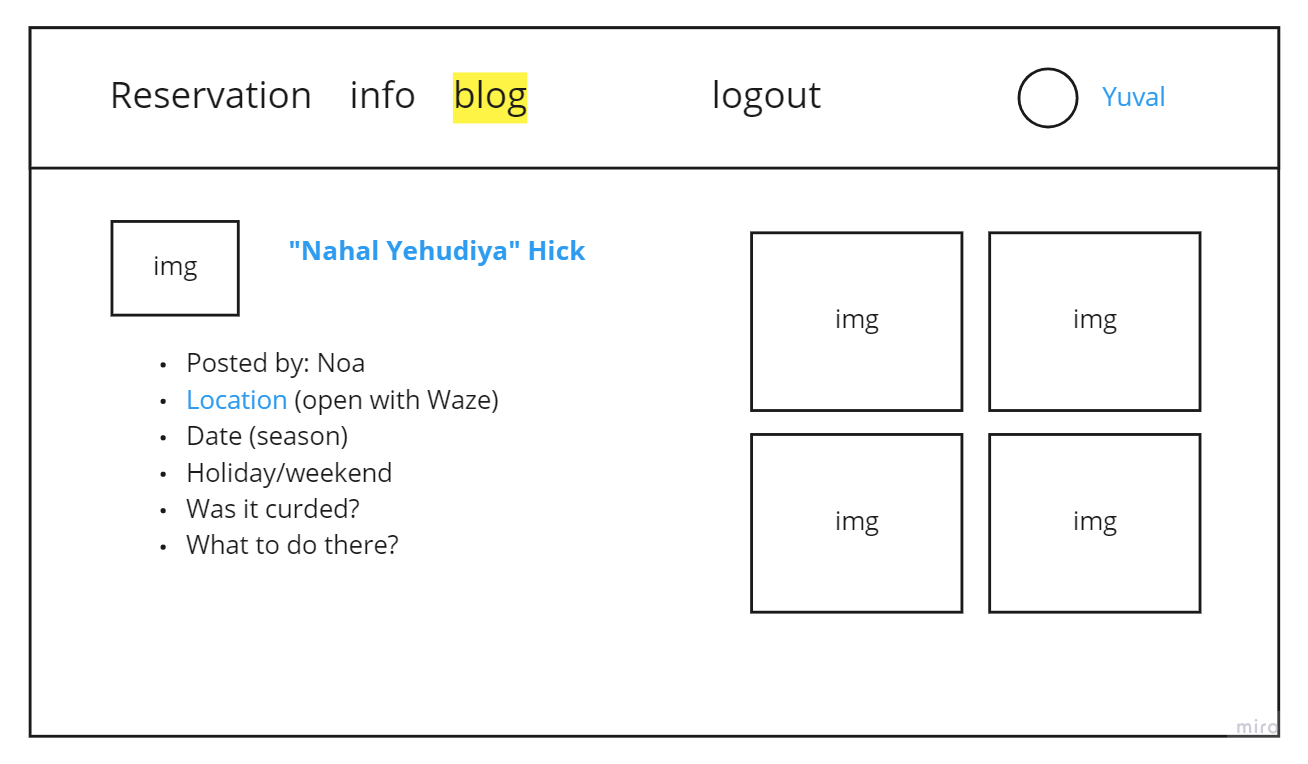 Reservation info blog logout Yuval
img
"Nahal Yehudiya" Hick
• Posted by: Noa
• Location (open with Waze)
• Date (season)
• Holiday/weekend
• Was it curded?
• What to do there?
img img
img img
miro